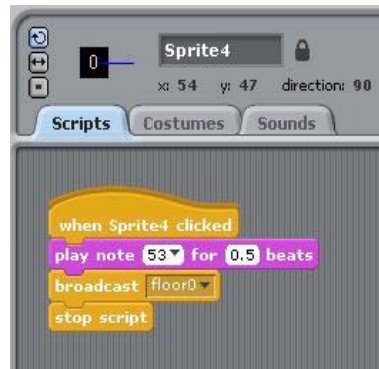 0
Sprite4
x: 54 y: 47 direction: 90
Scripts Costumes Sounds
when Sprite4 clicked
play note 53 for 0.5 beats
broadcast floor0
stop script